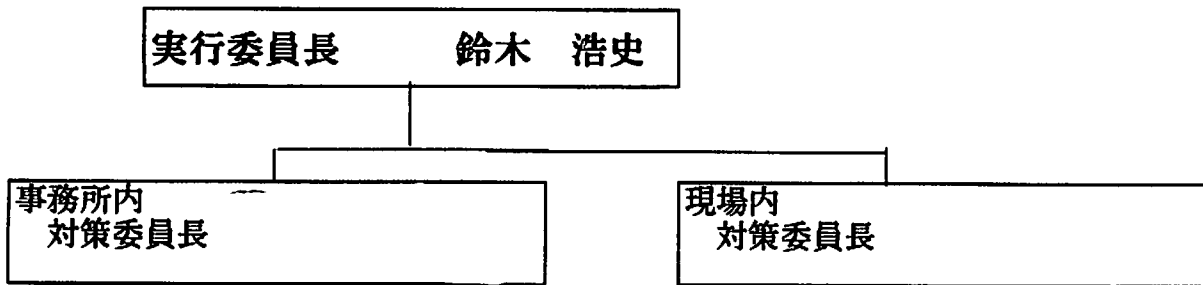 実行委員長　鈴木　浩史
事務所内
対策委員長
現場内
対策委員長